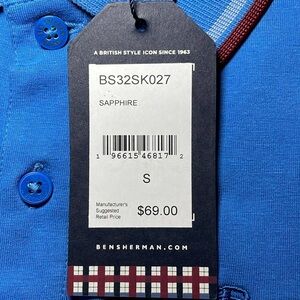 A BRITISH STYLE ICON SINCE 1963
BS32SK027
SAPPHIRE
1 96615 46817 2
S
Manufacturer's
Suggested
Retail Price
$69.00
BENSHERMAN.COM